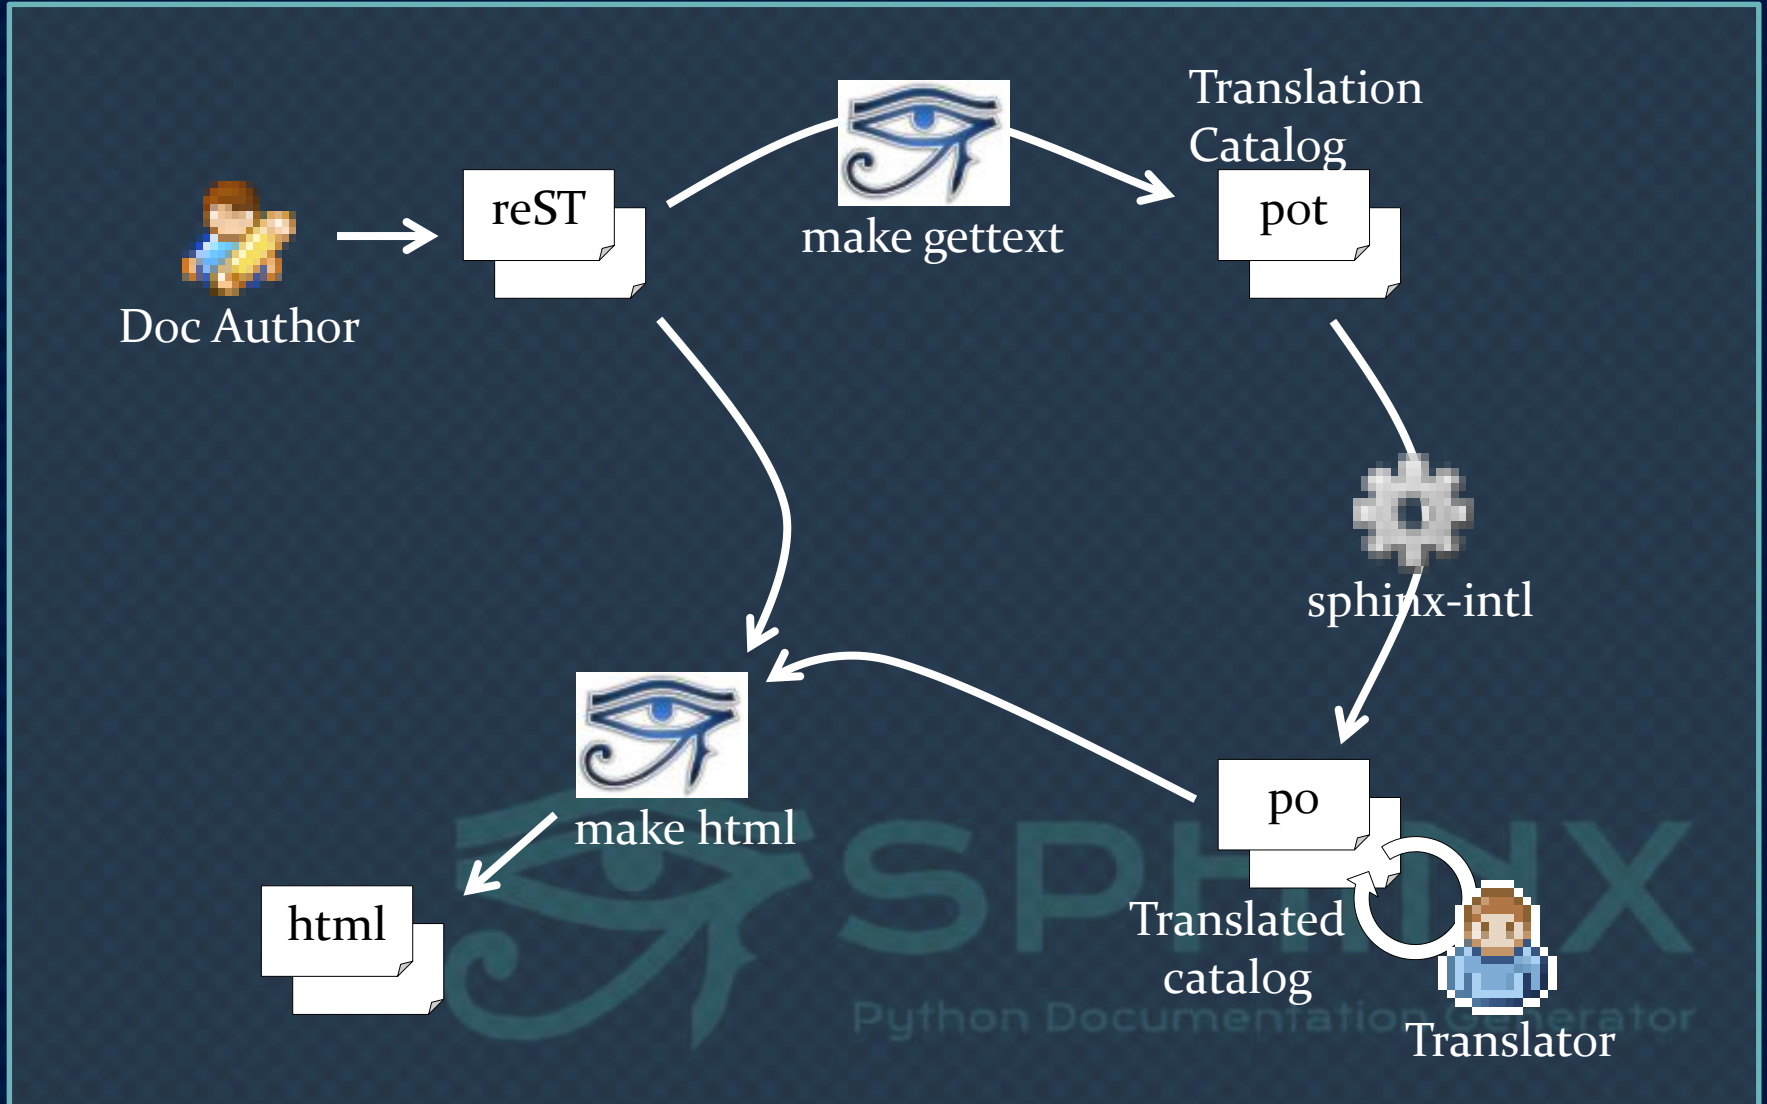 Translation
Catalog
reST
pot
make gettext
Doc Author
sphinx-intl
po
make html
html
Translated
catalog
Translator
SPHINX
Python Documentation Generator